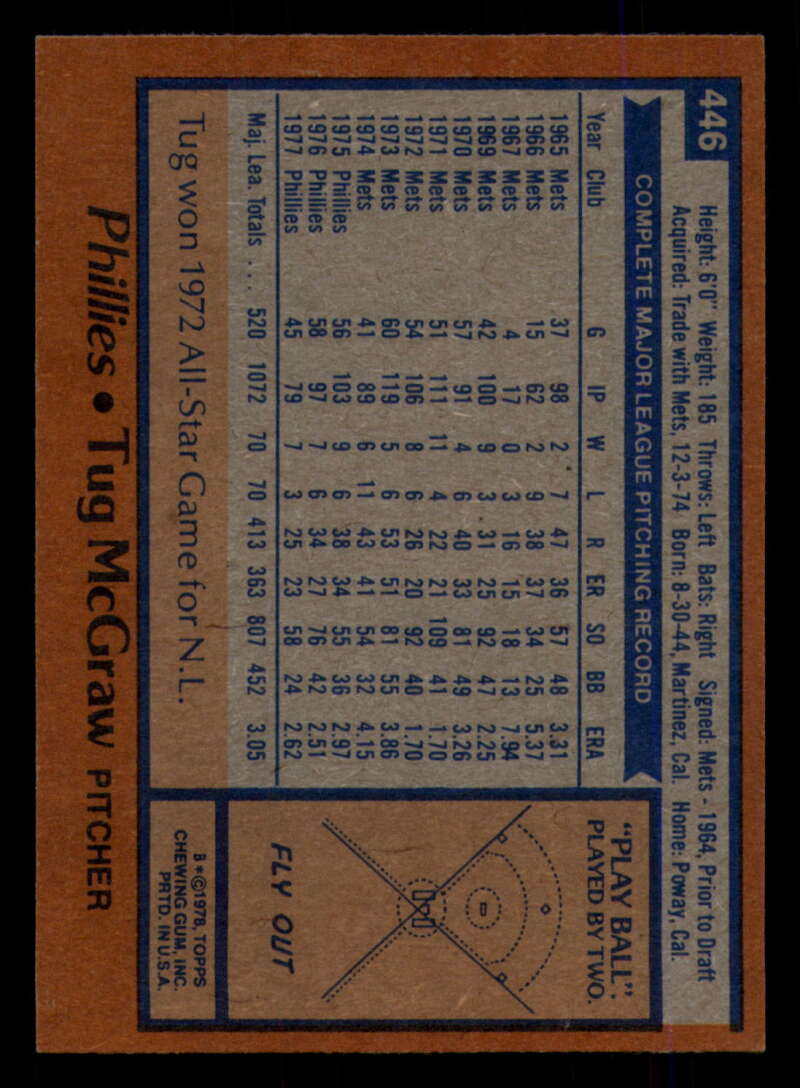 446
Height: 6'0" Weight: 185 Throws: Left Bats: Right Signed: Mets - 1964, Prior to Draft
Acquired: Trade with Mets, 12-3-74 Born: 8-30-44, Martinez, Cal. Home: Poway, Cal.
COMPLETE MAJOR LEAGUE PITCHING RECORD
Year Club G IP W L R ER SO BB ERA
1965 Mets 37 98 2 7 47 36 57 48 3.31
1966 Mets 15 62 2 9 38 37 34 25 5.37
1967 Mets 4 17 0 3 16 15 18 13 7.94
1969 Mets 42 100 9 3 31 25 92 47 2.25
1970 Mets 57 91 4 6 40 33 81 49 3.26
1971 Mets 51 111 11 4 22 21 109 41 1.70
1972 Mets 54 106 8 6 26 20 92 40 1.70
1973 Mets 60 119 5 6 53 51 81 55 3.86
1974 Mets 41 89 6 11 43 41 54 32 4.15
1975 Phillies 56 103 9 6 38 34 55 36 2.97
1976 Phillies 58 97 7 6 34 27 76 42 2.51
1977 Phillies 45 79 7 3 25 23 58 24 2.62
Maj. Lea. Totals ... 520 1072 70 70 413 363 807 452 3.05
Tug won 1972 All-Star Game for N.L.
"PLAY BALL".
PLAYED BY TWO.
FLY OUT
B*©1978, TOPPS
CHEWING GUM, INC.
PRTD. IN U.S.A.
Phillies • Tug McGraw PITCHER